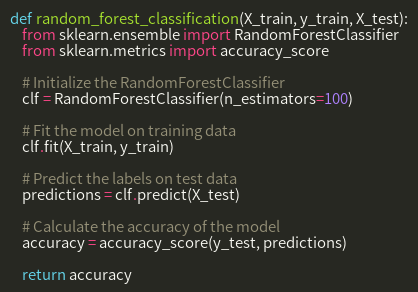 def random_forest_classification(X_train, y_train, X_test):
from sklearn.ensemble import RandomForestClassifier
from sklearn.metrics import accuracy_score
# Initialize the RandomForestClassifier
clf = RandomForestClassifier(n_estimators=100)
# Fit the model on training data
clf.fit(X_train, y_train)
# Predict the labels on test data
predictions = clf.predict(X_test)
# Calculate the accuracy of the model
accuracy = accuracy_score(y_test, predictions)
return accuracy